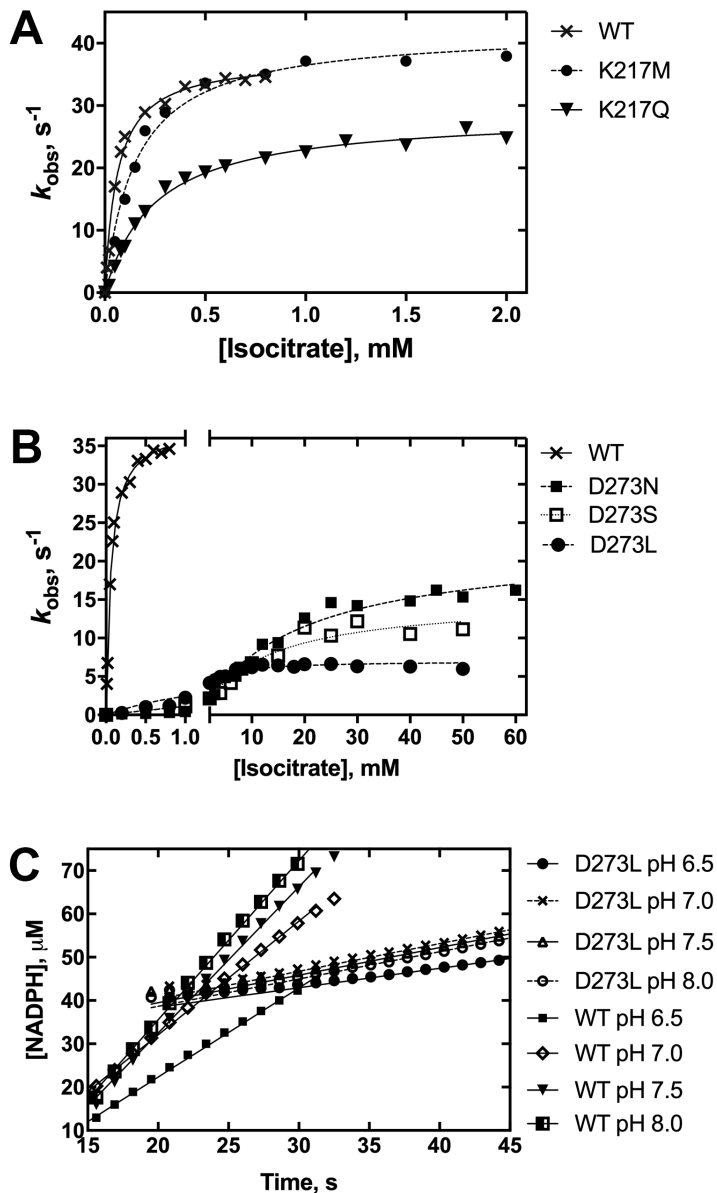 A
k_obs, s⁻¹
40
30
20
10
0
0.0 0.5 1.0 1.5 2.0
[Isocitrate], mM
WT
K217M
K217Q
B
k_obs, s⁻¹
35
30
25
20
15
10
5
0
0.0 0.5 1.0 10 20 30 40 50 60
[Isocitrate], mM
WT
D273N
D273S
D273L
C
[NADPH], μM
70
60
50
40
30
20
10
15 20 25 30 35 40 45
Time, s
D273L pH 6.5
D273L pH 7.0
D273L pH 7.5
D273L pH 8.0
WT pH 6.5
WT pH 7.0
WT pH 7.5
WT pH 8.0